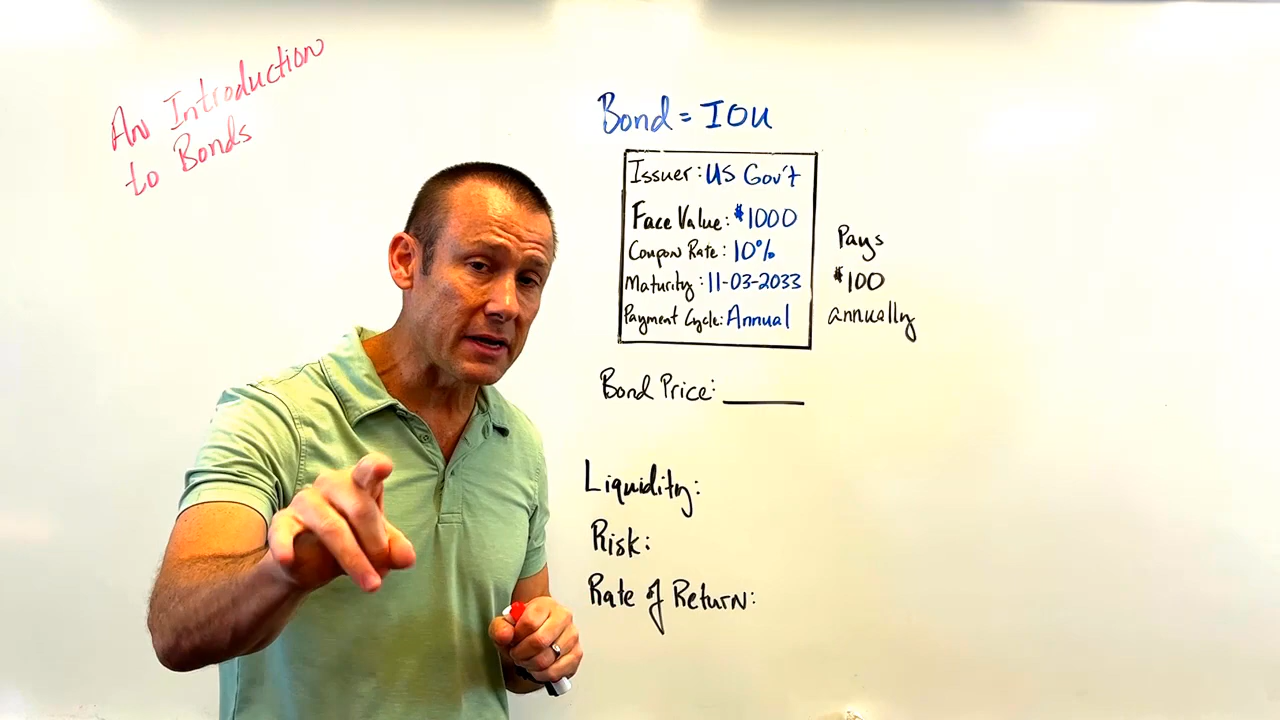 An Introduction
to Bonds
Bond = IOU
Issuer: US Gov't
Face Value: $1000
Coupon Rate: 10%
Maturity: 11-03-2033
Payment Cycle: Annual
Pays
$100
annually
Bond Price: ______
Liquidity:
Risk:
Rate of Return: